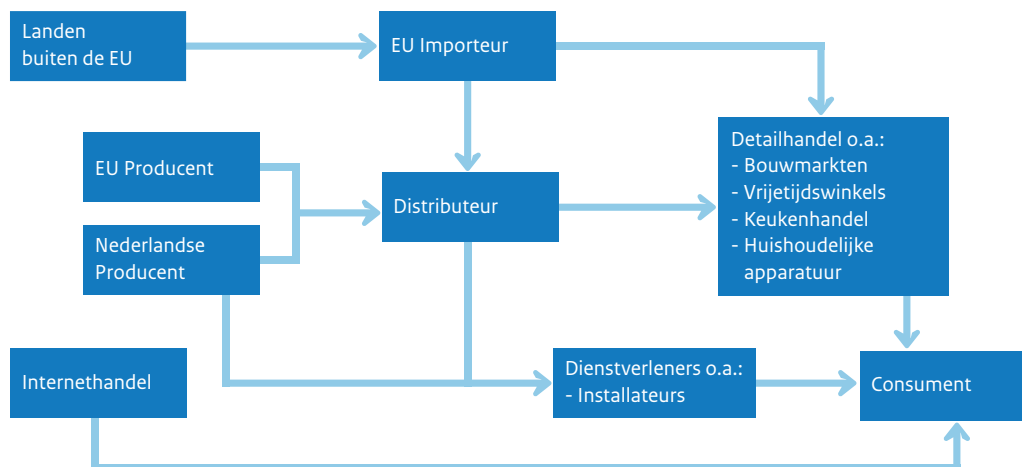 Landen
buiten de EU
EU Importeur
EU Producent
Distributeur
Detailhandel o.a.:
- Bouwmarkten
- Vrijetijdswinkels
- Keukenhandel
- Huishoudelijke
apparatuur
Nederlandse
Producent
Internethandel
Dienstverleners o.a.:
- Installateurs
Consument